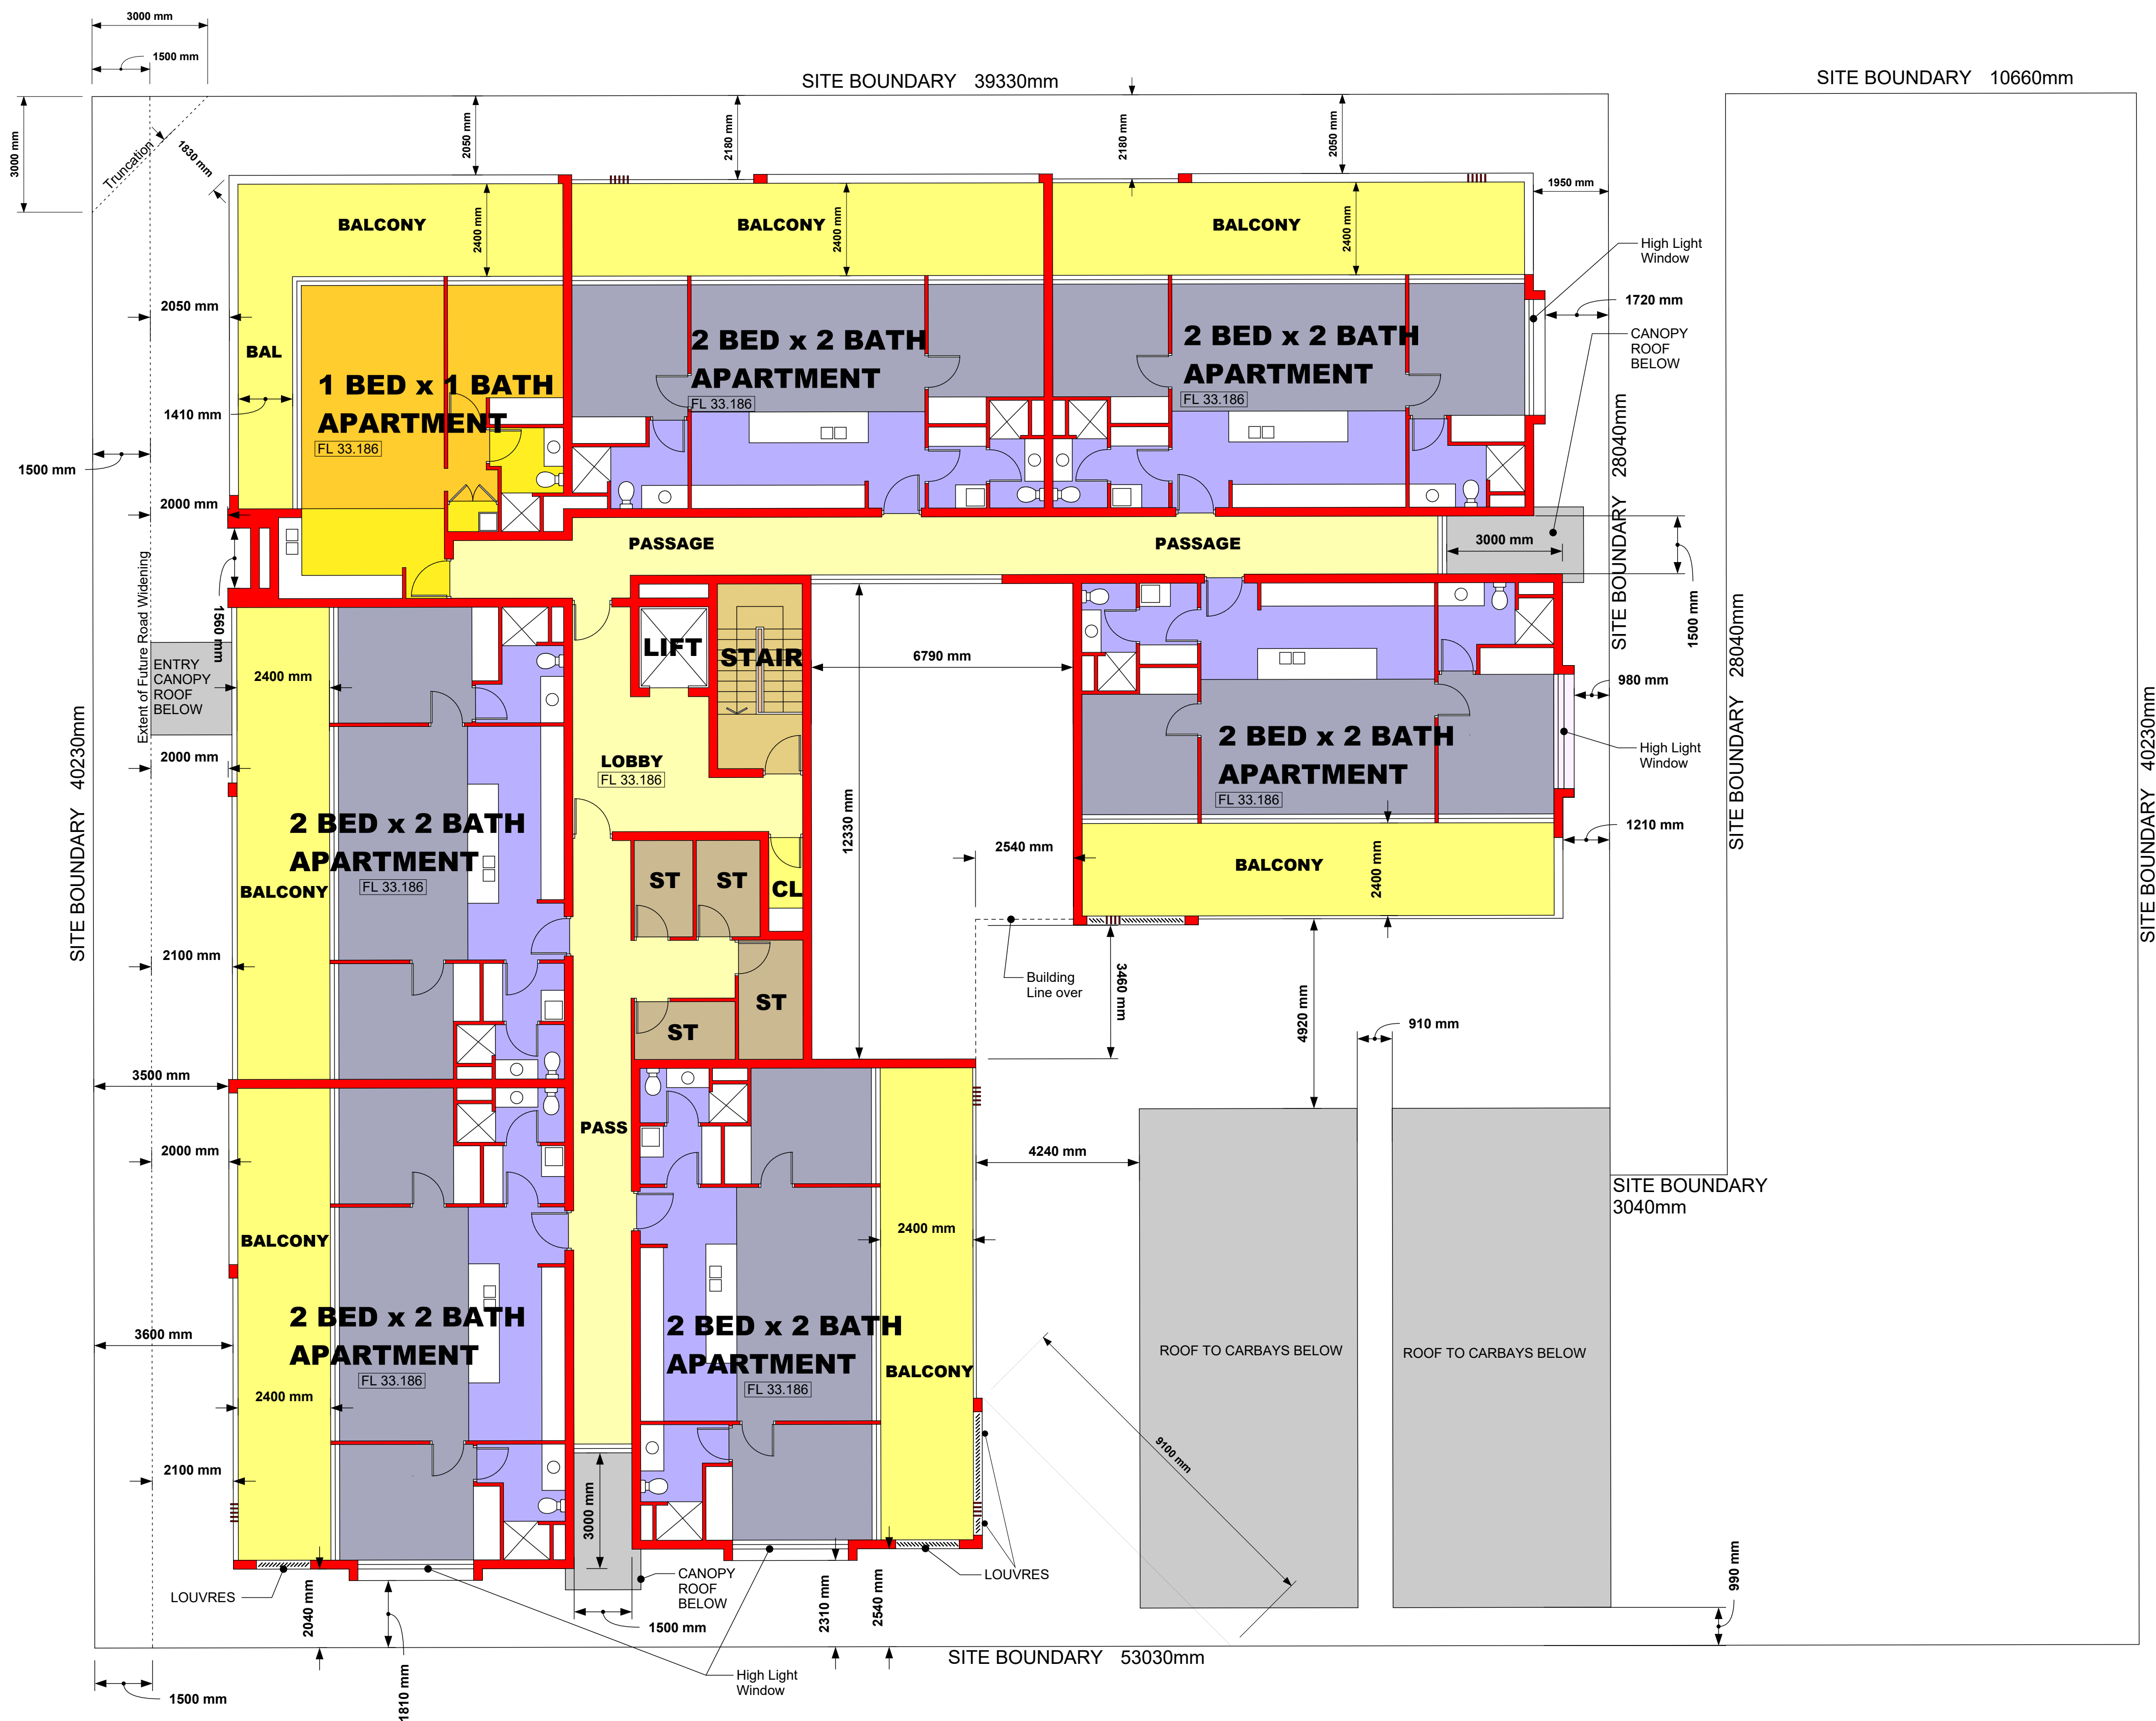 3000 mm
1500 mm
SITE BOUNDARY 39330mm
SITE BOUNDARY 10660mm
3000 mm
Truncation
1830 mm
2050 mm
2180 mm
2180 mm
2050 mm
1950 mm
BALCONY
2400 mm
BALCONY
2400 mm
BALCONY
2400 mm
High Light
Window
2050 mm
1720 mm
BAL
CANOPY
ROOF
BELOW
1 BED x 1 BATH
APARTMENT
FL 33.186
2 BED x 2 BATH
APARTMENT
FL 33.186
2 BED x 2 BATH
APARTMENT
FL 33.186
1410 mm
1500 mm
2000 mm
SITE BOUNDARY 28040mm
PASSAGE
PASSAGE
3000 mm
1500 mm
Extent of Future Road Widening
1560 mm
ENTRY
CANOPY
ROOF
BELOW
2400 mm
LIFT
STAIR
6790 mm
980 mm
SITE BOUNDARY 28040mm
SITE BOUNDARY 40230mm
SITE BOUNDARY 40230mm
2000 mm
LOBBY
FL 33.186
2 BED x 2 BATH
APARTMENT
FL 33.186
High Light
Window
2 BED x 2 BATH
APARTMENT
FL 33.186
BALCONY
12330 mm
2540 mm
1210 mm
BALCONY
2400 mm
ST
ST
CL
2100 mm
Building
Line over
3460 mm
4920 mm
910 mm
ST
ST
3500 mm
PASS
2000 mm
4240 mm
SITE BOUNDARY
3040mm
BALCONY
2400 mm
2 BED x 2 BATH
APARTMENT
FL 33.186
2 BED x 2 BATH
APARTMENT
FL 33.186
BALCONY
3600 mm
2400 mm
ROOF TO CARBAYS BELOW
ROOF TO CARBAYS BELOW
9100 mm
2100 mm
3000 mm
LOUVRES
2040 mm
CANOPY
ROOF
BELOW
1500 mm
2310 mm
2540 mm
LOUVRES
990 mm
SITE BOUNDARY 53030mm
1500 mm
1810 mm
High Light
Window